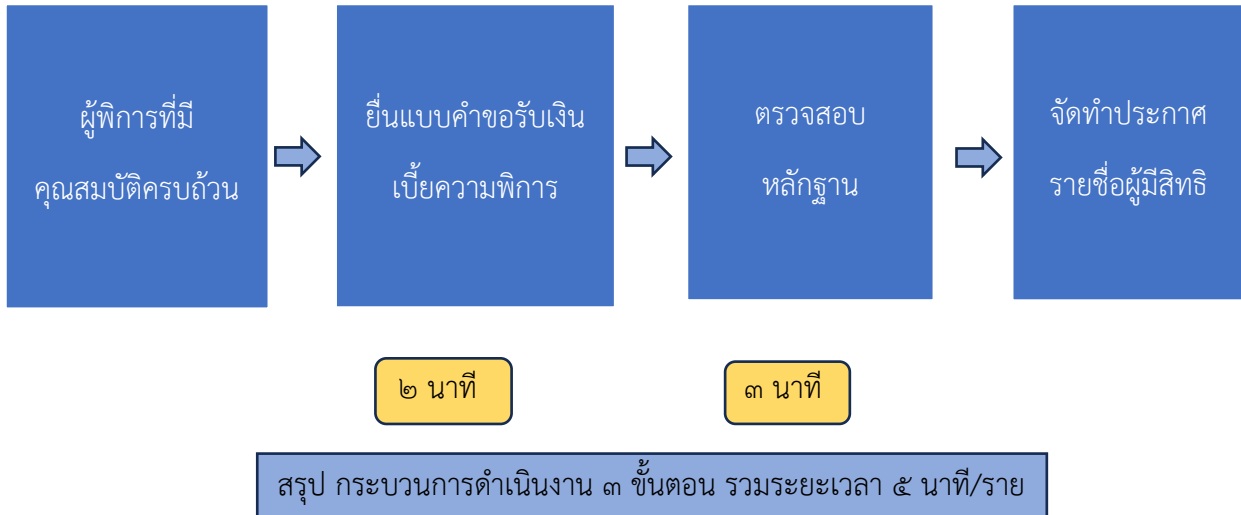 ผู้พิการที่มี
คุณสมบัติครบถ้วน
ยื่นแบบคำขอรับเงิน
เบี้ยความพิการ
ตรวจสอบ
หลักฐาน
จัดทำประกาศ
รายชื่อผู้มีสิทธิ
๒ นาที
๓ นาที
สรุป กระบวนการดำเนินงาน ๓ ขั้นตอน รวมระยะเวลา ๕ นาที/ราย